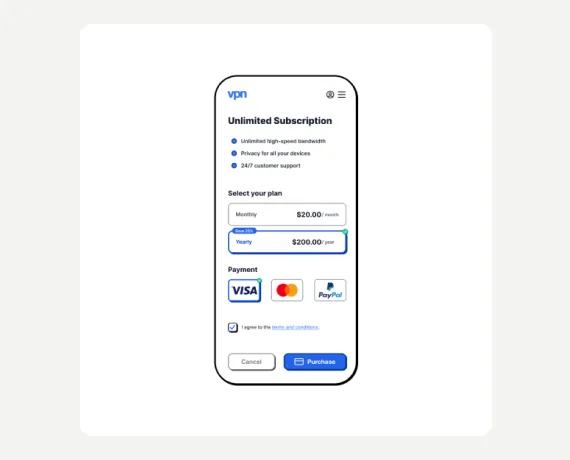 vpn
Unlimited Subscription
Unlimited high-speed bandwidth
Privacy for all your devices
24/7 customer support
Select your plan
Monthly $20.00/ month
Yearly $200.00/ year
Payment
VISA PayPal
I agree to the terms and conditions.
Cancel Purchase